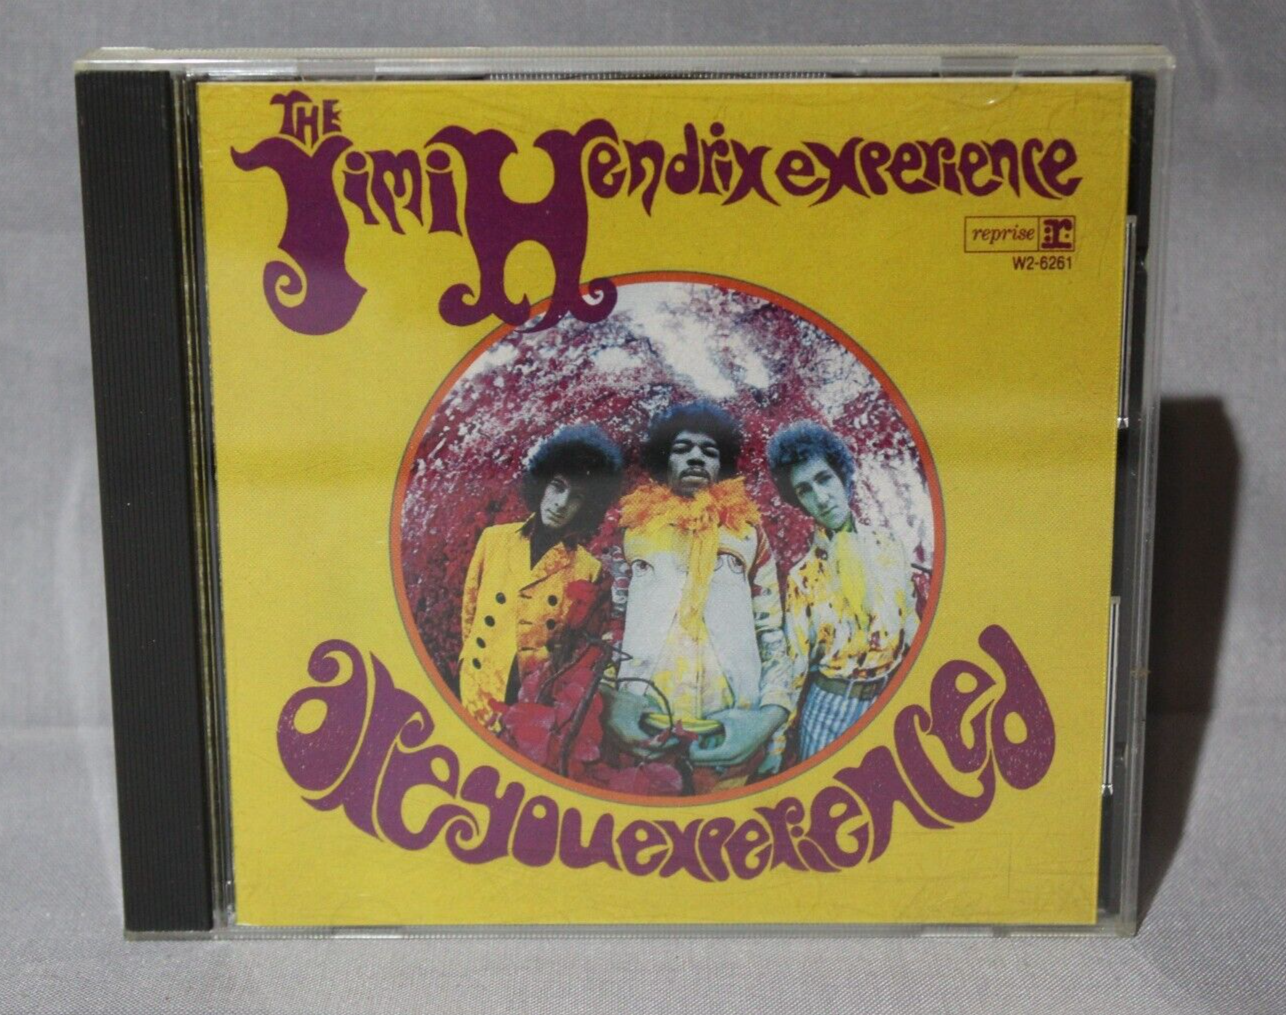 THE
Jimi Hendrix experience
reprise r
W2-6261
are you experienced